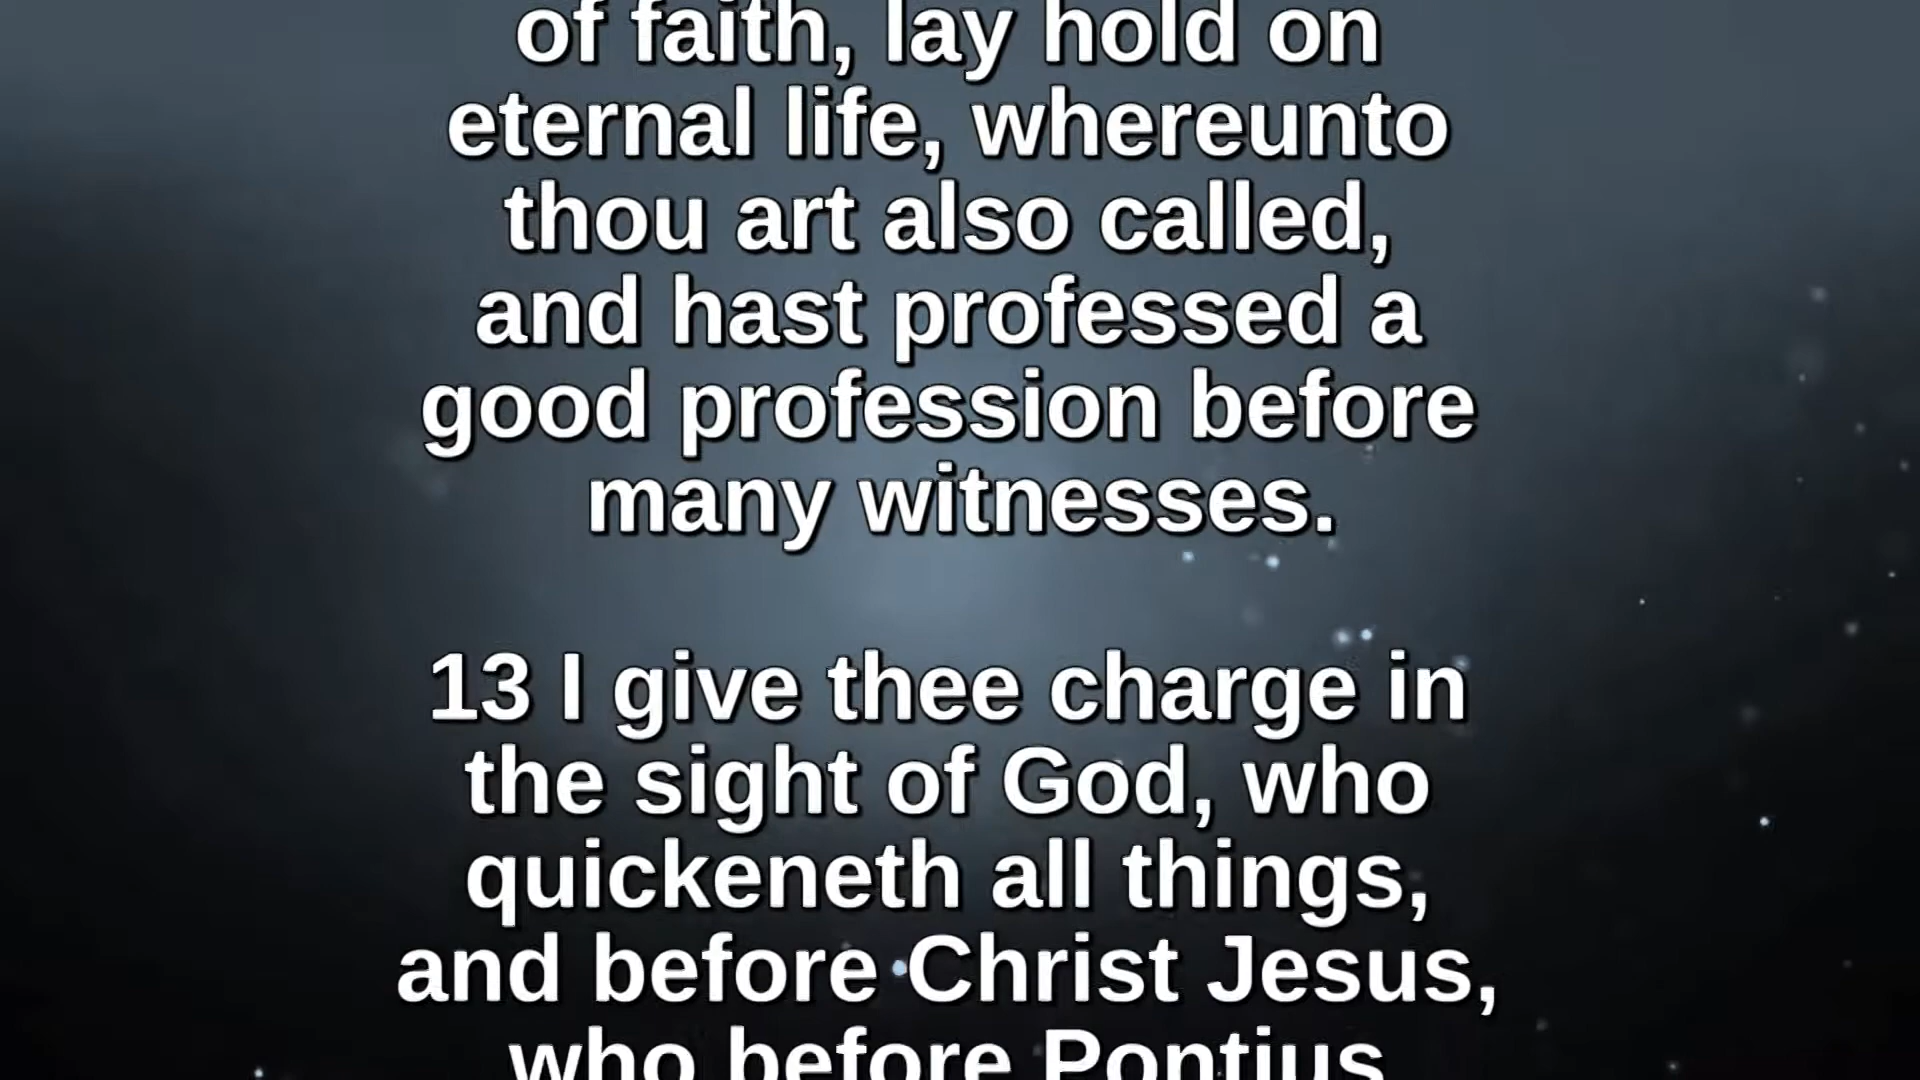 of faith, lay hold on
eternal life, whereunto
thou art also called,
and hast professed a
good profession before
many witnesses.
13 I give thee charge in
the sight of God, who
quickeneth all things,
and before Christ Jesus,
who before Pontius